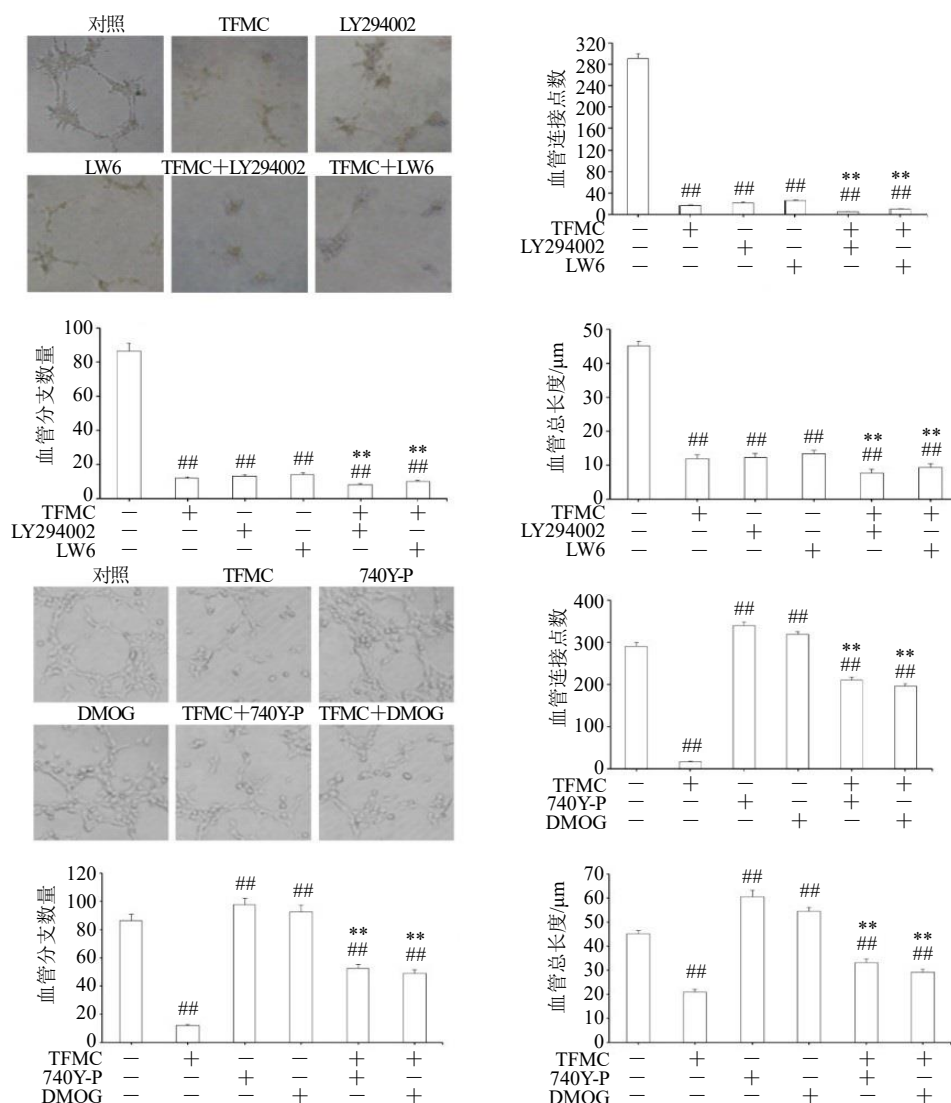 对照 TFMC LY294002
LW6 TFMC+LY294002 TFMC+LW6
血管连接点数
320
280
240
200
160
120
80
40
0
## ## ## ** **
## ##
TFMC － + － － + +
LY294002 － － + － + －
LW6 － － － + － +
血管分支数量
100
80
60
40
20
0
## ## ## ** **
## ##
TFMC － + － － + +
LY294002 － － + － + －
LW6 － － － + － +
血管总长度/μm
50
40
30
20
10
0
## ## ## ** **
## ##
TFMC － + － － + +
LY294002 － － + － + －
LW6 － － － + － +
对照 TFMC 740Y-P
DMOG TFMC+740Y-P TFMC+DMOG
血管连接点数
400
300
200
100
0
## ## ## ** **
## ##
TFMC － + － － + +
740Y-P － － + － + －
DMOG － － － + － +
血管分支数量
120
100
80
60
40
20
0
## ## ## ** **
## ##
TFMC － + － － + +
740Y-P － － + － + －
DMOG － － － + － +
血管总长度/μm
70
60
50
40
30
20
10
0
## ## ## ** **
## ##
TFMC － + － － + +
740Y-P － － + － + －
DMOG － － － + － +